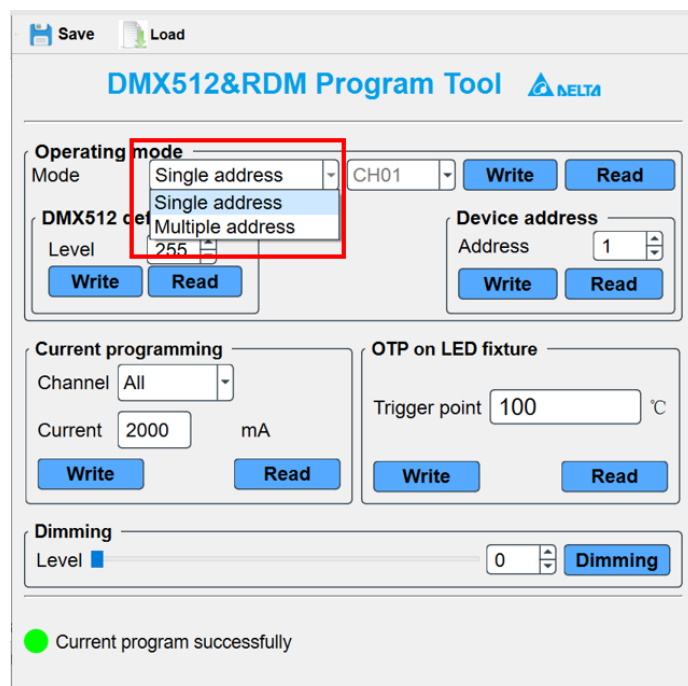 Save Load
DMX512&RDM Program Tool DELTA
Operating mode
Mode Single address CH01 Write Read
Single address
Multiple address
DMX512 def
Level 255
Write Read
Device address
Address 1
Write Read
Current programming
Channel All
Current 2000 mA
Write Read
OTP on LED fixture
Trigger point 100 ℃
Write Read
Dimming
Level 0 Dimming
Current program successfully